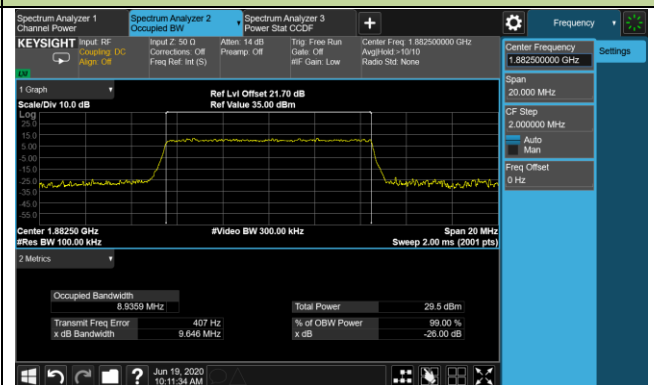 Spectrum Analyzer 1
Channel Power
Spectrum Analyzer 2
Occupied BW
Spectrum Analyzer 3
Power Stat CCDF
+
Frequency
KEYSIGHT
Input: RF
Coupling: DC
Align: Off
Input Z: 50 Ω
Corrections: Off
Freq Ref: Int (S)
Atten: 14 dB
Preamp: Off
Trig: Free Run
Gate: Off
#IF Gain: Low
Center Freq: 1.882500000 GHz
Avg|Hold:>10/10
Radio Std: None
LW
1 Graph
Scale/Div 10.0 dB
Ref Lvl Offset 21.70 dB
Ref Value 35.00 dBm
Log
25.0
15.0
5.00
-5.00
-15.0
-25.0
-35.0
-45.0
-55.0
Center 1.88250 GHz
#Res BW 100.00 kHz
#Video BW 300.00 kHz
Span 20 MHz
Sweep 2.00 ms (2001 pts)
2 Metrics
Occupied Bandwidth
8.9359 MHz
Total Power 29.5 dBm
Transmit Freq Error 407 Hz
% of OBW Power 99.00 %
x dB Bandwidth 9.646 MHz
x dB -26.00 dB
Center Frequency
1.882500000 GHz
Settings
Span
20.000 MHz
CF Step
2.000000 MHz
Auto
Man
Freq Offset
0 Hz
?
Jun 19, 2020
10:11:34 AM